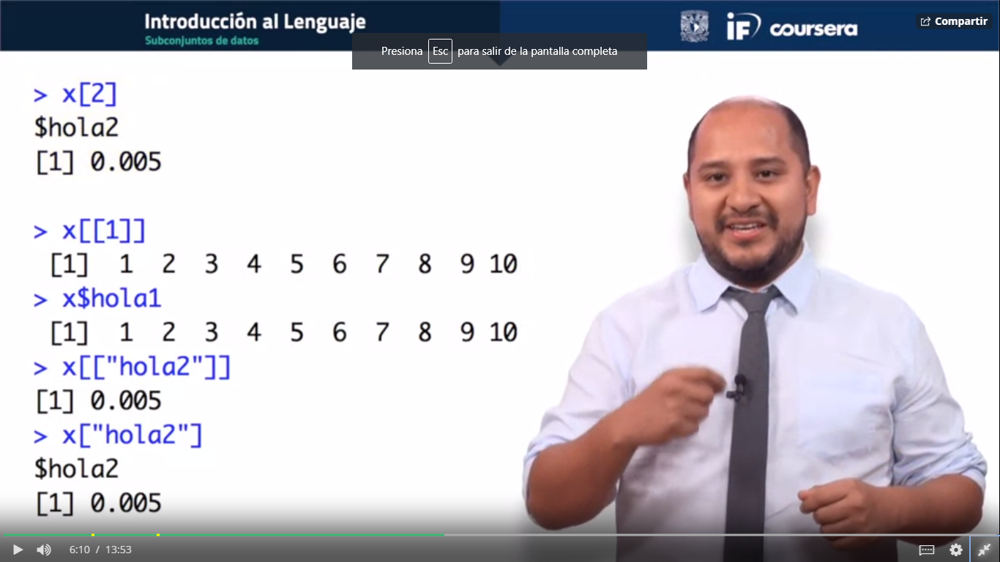 Introducción al Lenguaje
Subconjuntos de datos
iF
coursera
Compartir
Presiona Esc para salir de la pantalla completa
> x[2]
$hola2
[1] 0.005
> x[[1]]
[1] 1 2 3 4 5 6 7 8 9 10
> x$hola1
[1] 1 2 3 4 5 6 7 8 9 10
> x[["hola2"]]
[1] 0.005
> x["hola2"]
$hola2
[1] 0.005
6:10 / 13:53